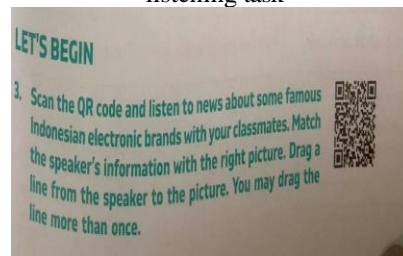 listening task
LET'S BEGIN
3. Scan the QR code and listen to news about some famous
Indonesian electronic brands with your classmates. Match
the speaker's information with the right picture. Drag a
line from the speaker to the picture. You may drag the
line more than once.